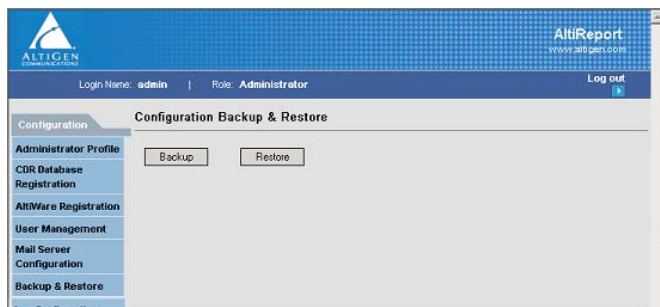 ALTIGEN
COMMUNICATIONS
AltiReport
www.altigen.com
Login Name: admin | Role: Administrator
Log out
Configuration
Configuration Backup & Restore
Backup
Restore
Administrator Profile
CDR Database
Registration
AltiWare Registration
User Management
Mail Server
Configuration
Backup & Restore